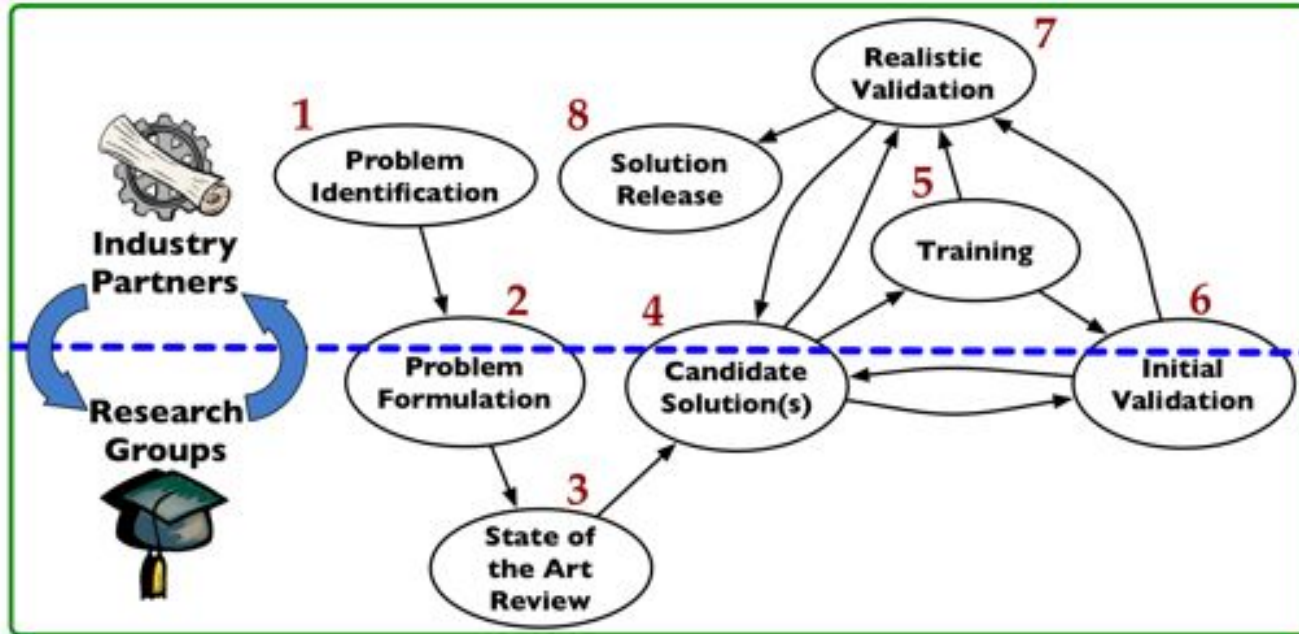 7
Realistic
Validation
1
8
Problem
Identification
Solution
Release
5
Industry
Partners
Training
2
4
6
Problem
Formulation
Candidate
Solution(s)
Initial
Validation
Research
Groups
3
State of
the Art
Review